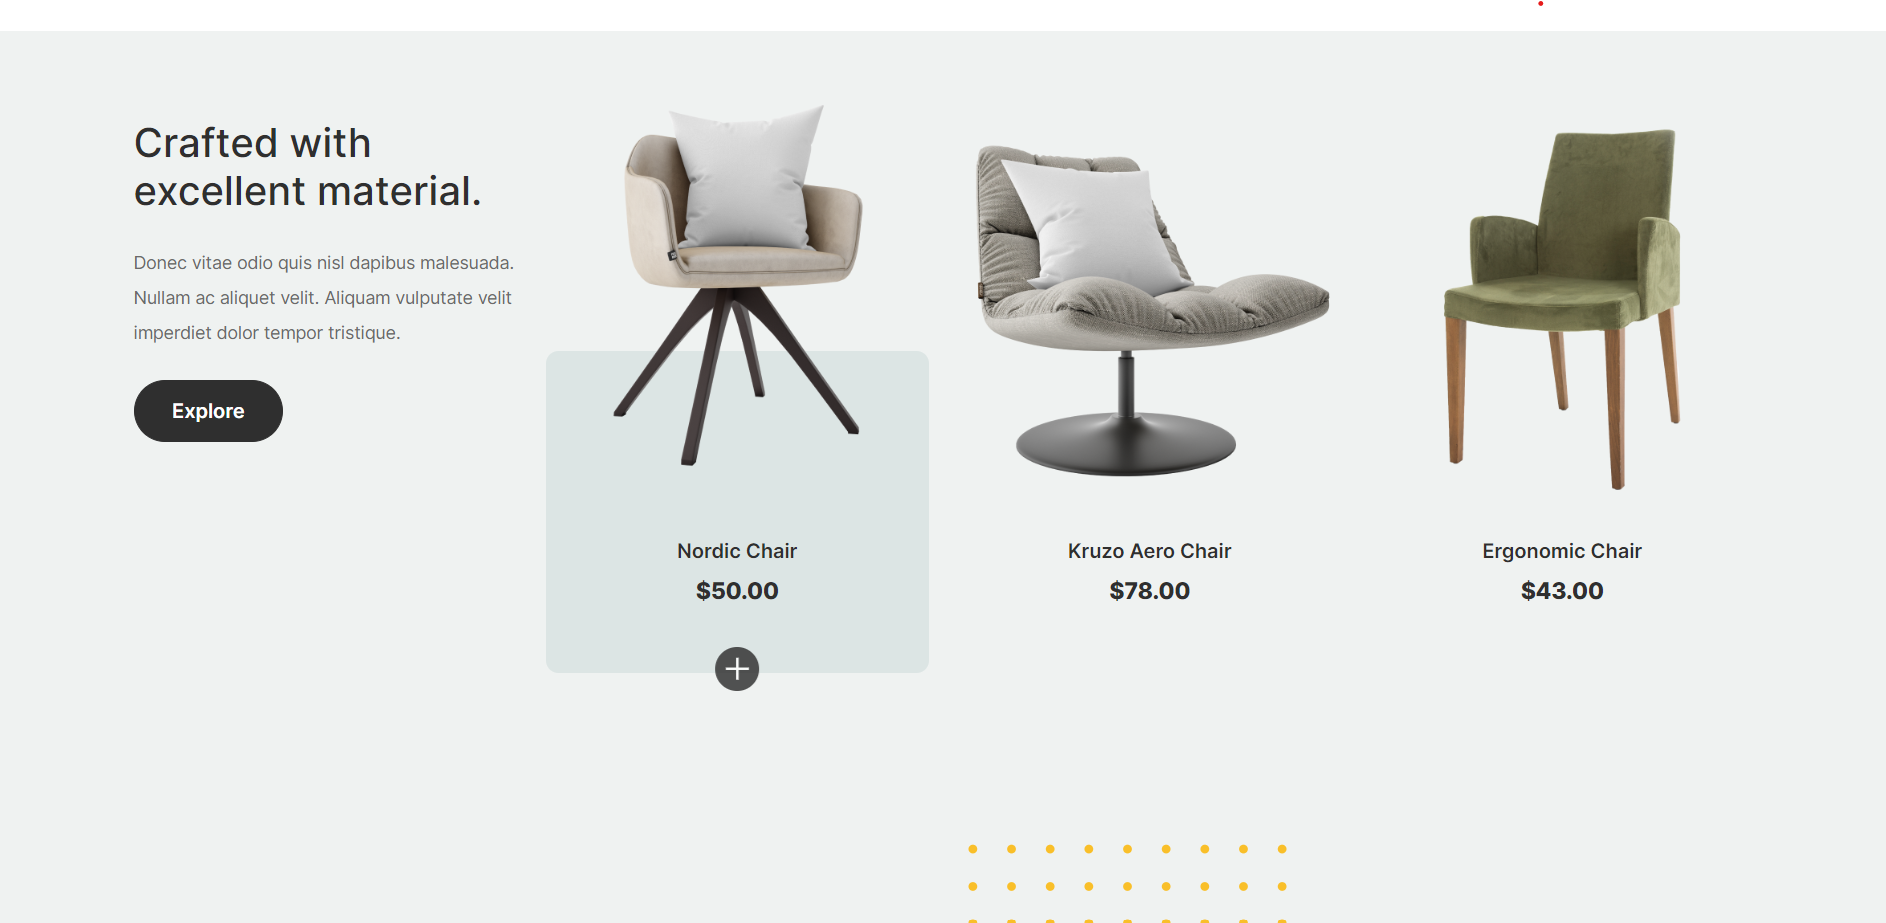 Crafted with
excellent material.
Donec vitae odio quis nisl dapibus malesuada.
Nullam ac aliquet velit. Aliquam vulputate velit
imperdiet dolor tempor tristique.
Explore
Nordic Chair
$50.00
Kruzo Aero Chair
$78.00
Ergonomic Chair
$43.00